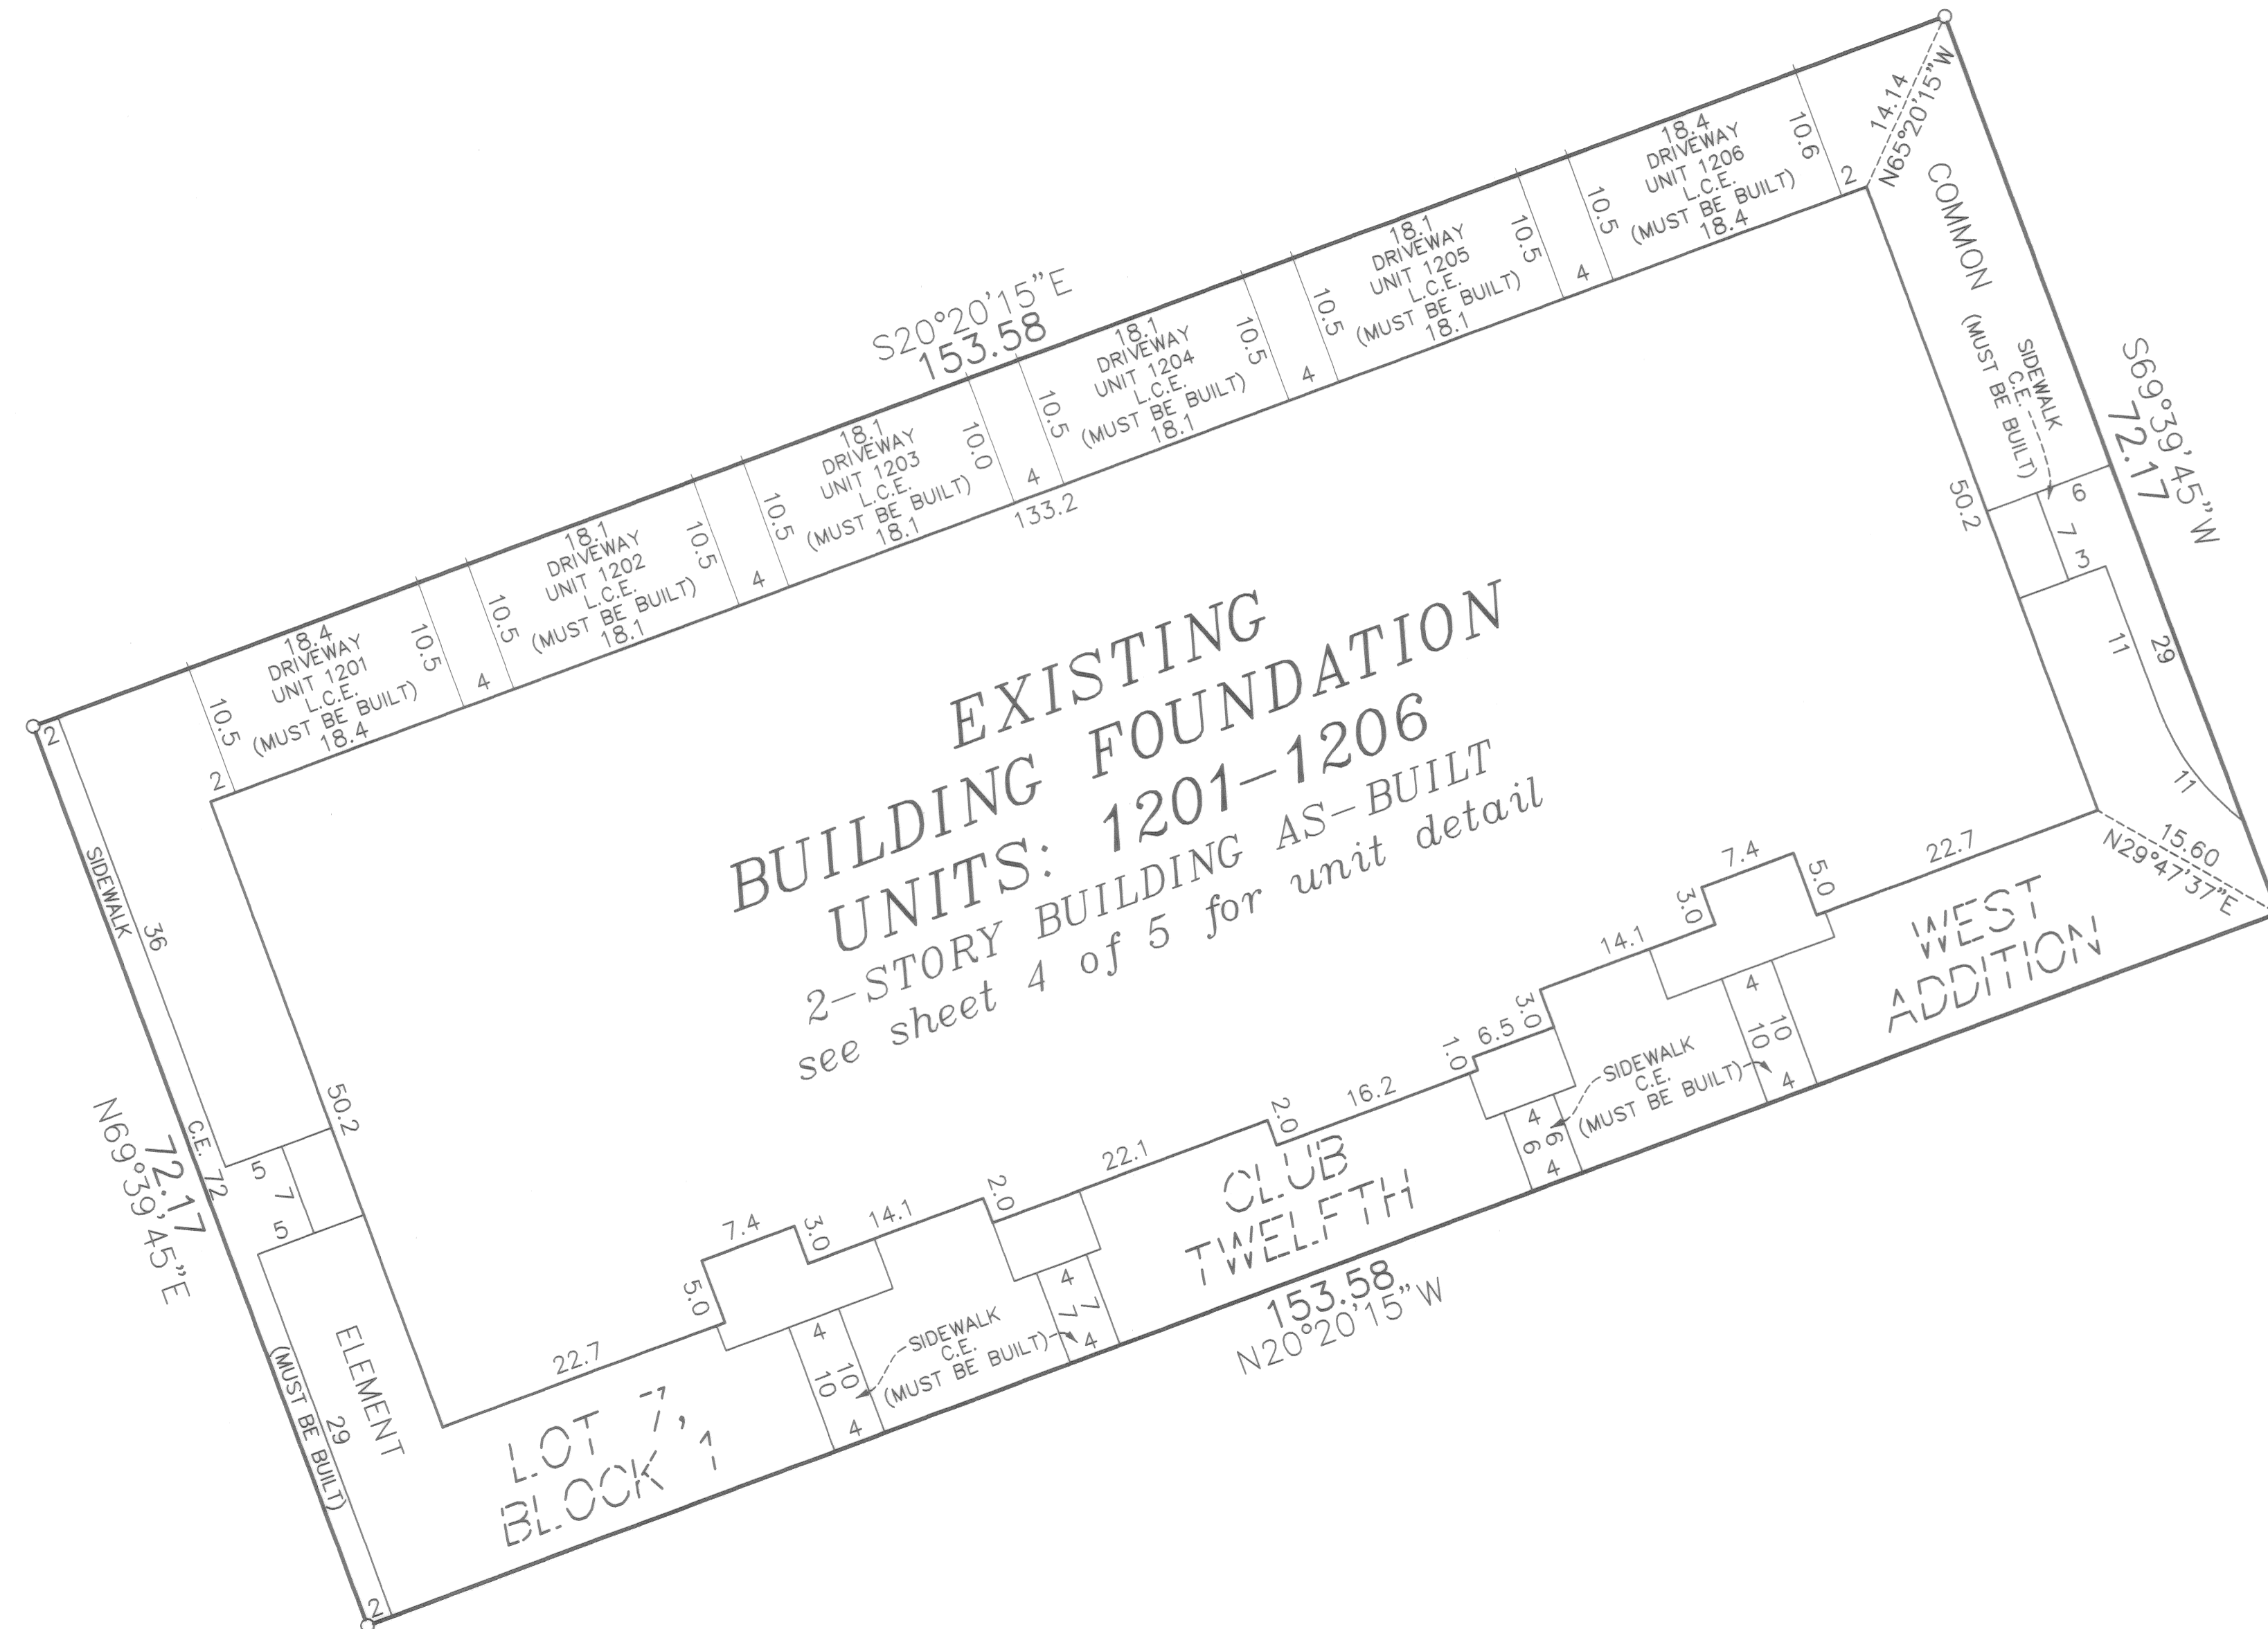 S20°20'15"E
153.58
14.14
N65°20'15"W
18.4
DRIVEWAY
UNIT 1206
L.C.E.
(MUST BE BUILT)
18.4
10.5
10.6
2
4
18.1
DRIVEWAY
UNIT 1205
L.C.E.
(MUST BE BUILT)
18.1
10.5
10.5
4
18.1
DRIVEWAY
UNIT 1204
L.C.E.
(MUST BE BUILT)
18.1
10.5
10.5
4
18.1
DRIVEWAY
UNIT 1203
L.C.E.
(MUST BE BUILT)
18.1
10.5
10.0
4
18.1
DRIVEWAY
UNIT 1202
L.C.E.
(MUST BE BUILT)
18.1
10.5
10.5
4
18.4
DRIVEWAY
UNIT 1201
L.C.E.
(MUST BE BUILT)
18.4
10.5
10.5
2
2
133.2
COMMON
SIDEWALK
C.E.
(MUST BE BUILT)
S69°39'45"W
72.17
50.2
6
7
3
11
29
11
15.60
N29°47'37"E
EXISTING
BUILDING FOUNDATION
UNITS: 1201-1206
2-STORY BUILDING AS-BUILT
see sheet 4 of 5 for unit detail
SIDEWALK
36
C.E.
72
(MUST BE BUILT)
50.2
5
7
5
N69°39'45"E
72.17
ELEMENT
29
2
22.7
5.0
7.4
3.0
14.1
2.0
22.1
2.0
16.2
1.0
6.5
3.0
14.1
3.0
7.4
5.0
22.7
4
10
10
4
SIDEWALK
C.E.
(MUST BE BUILT)
4
7
7
4
4
6
6
4
SIDEWALK
C.E.
(MUST BE BUILT)
4
10
10
4
LOT 7,
BLOCK 1
CLUB
TWELFTH
WEST
ADDITION
153.58
N20°20'15"W